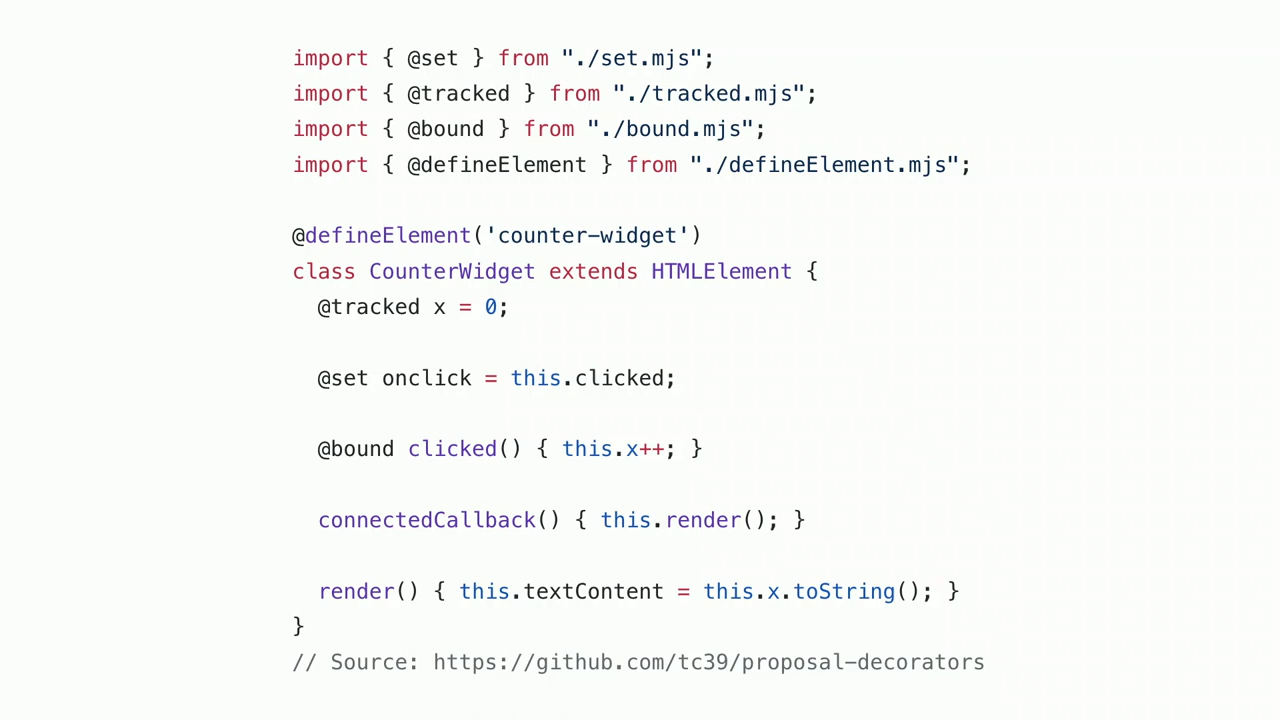 import { @set } from "./set.mjs";
import { @tracked } from "./tracked.mjs";
import { @bound } from "./bound.mjs";
import { @defineElement } from "./defineElement.mjs";

@defineElement('counter-widget')
class CounterWidget extends HTMLElement {
  @tracked x = 0;

  @set onclick = this.clicked;

  @bound clicked() { this.x++; }

  connectedCallback() { this.render(); }

  render() { this.textContent = this.x.toString(); }
}
// Source: https://github.com/tc39/proposal-decorators